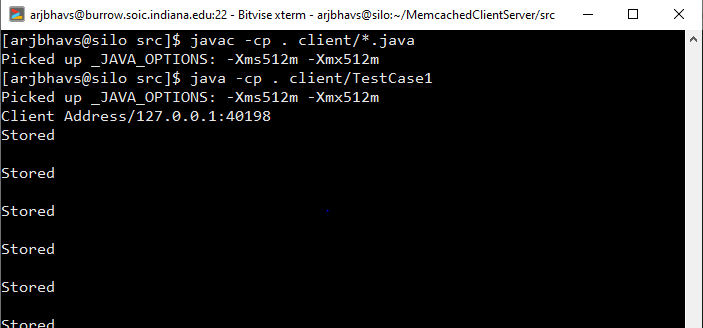 arjbhavs@burrow.soic.indiana.edu:22 - Bitvise xterm - arjbhavs@silo:~/MemcachedClientServer/src
[arjbhavs@silo src]$ javac -cp . client/*.java
Picked up _JAVA_OPTIONS: -Xms512m -Xmx512m
[arjbhavs@silo src]$ java -cp . client/TestCase1
Picked up _JAVA_OPTIONS: -Xms512m -Xmx512m
Client Address/127.0.0.1:40198
Stored
Stored
Stored
Stored
Stored
Stored